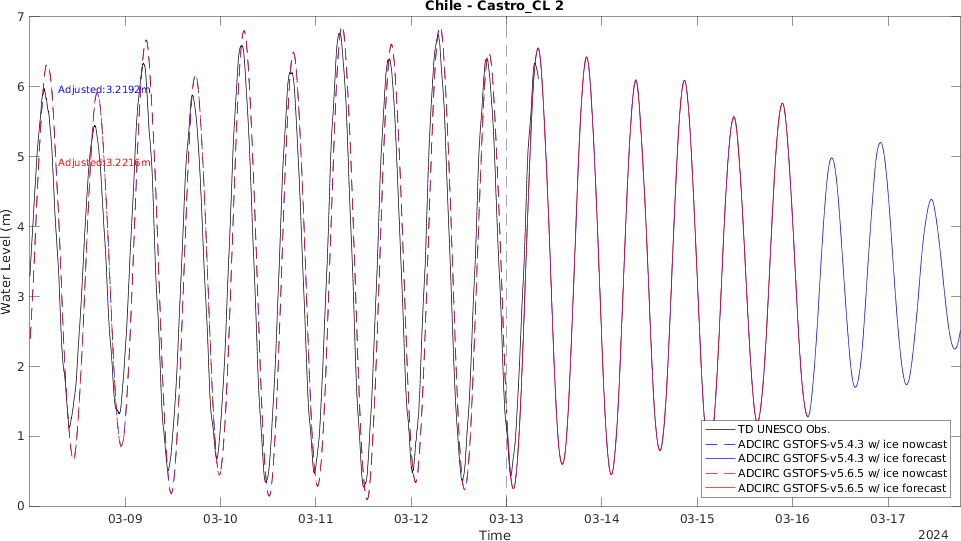 Chile - Castro_CL 2
7
6
5
4
3
2
1
0
Water Level (m)
Adjusted:3.2192m
Adjusted:3.2216m
TD UNESCO Obs.
ADCIRC GSTOFS-v5.4.3 w/ ice nowcast
ADCIRC GSTOFS-v5.4.3 w/ ice forecast
ADCIRC GSTOFS-v5.6.5 w/ ice nowcast
ADCIRC GSTOFS-v5.6.5 w/ ice forecast
03-09
03-10
03-11
03-12
03-13
03-14
03-15
03-16
03-17
Time
2024